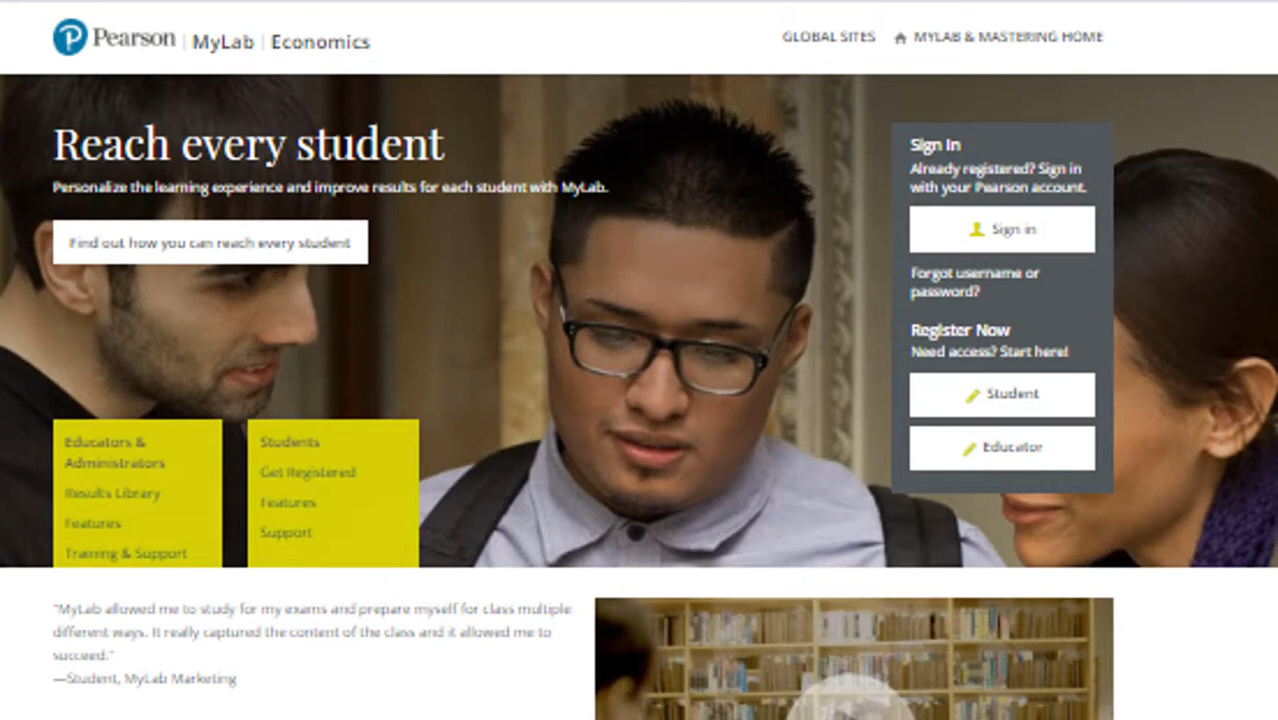 Pearson | MyLab | Economics
GLOBAL SITES
MYLAB & MASTERING HOME
Reach every student
Personalize the learning experience and improve results for each student with MyLab.
Find out how you can reach every student
Sign In
Already registered? Sign in
with your Pearson account.
Sign in
Forgot username or
password?
Register Now
Need access? Start here!
Student
Educator
Educators &
Administrators
Results Library
Features
Training & Support
Students
Get Registered
Features
Support
"MyLab allowed me to study for my exams and prepare myself for class multiple
different ways. It really captured the content of the class and it allowed me to
succeed."
—Student, MyLab Marketing